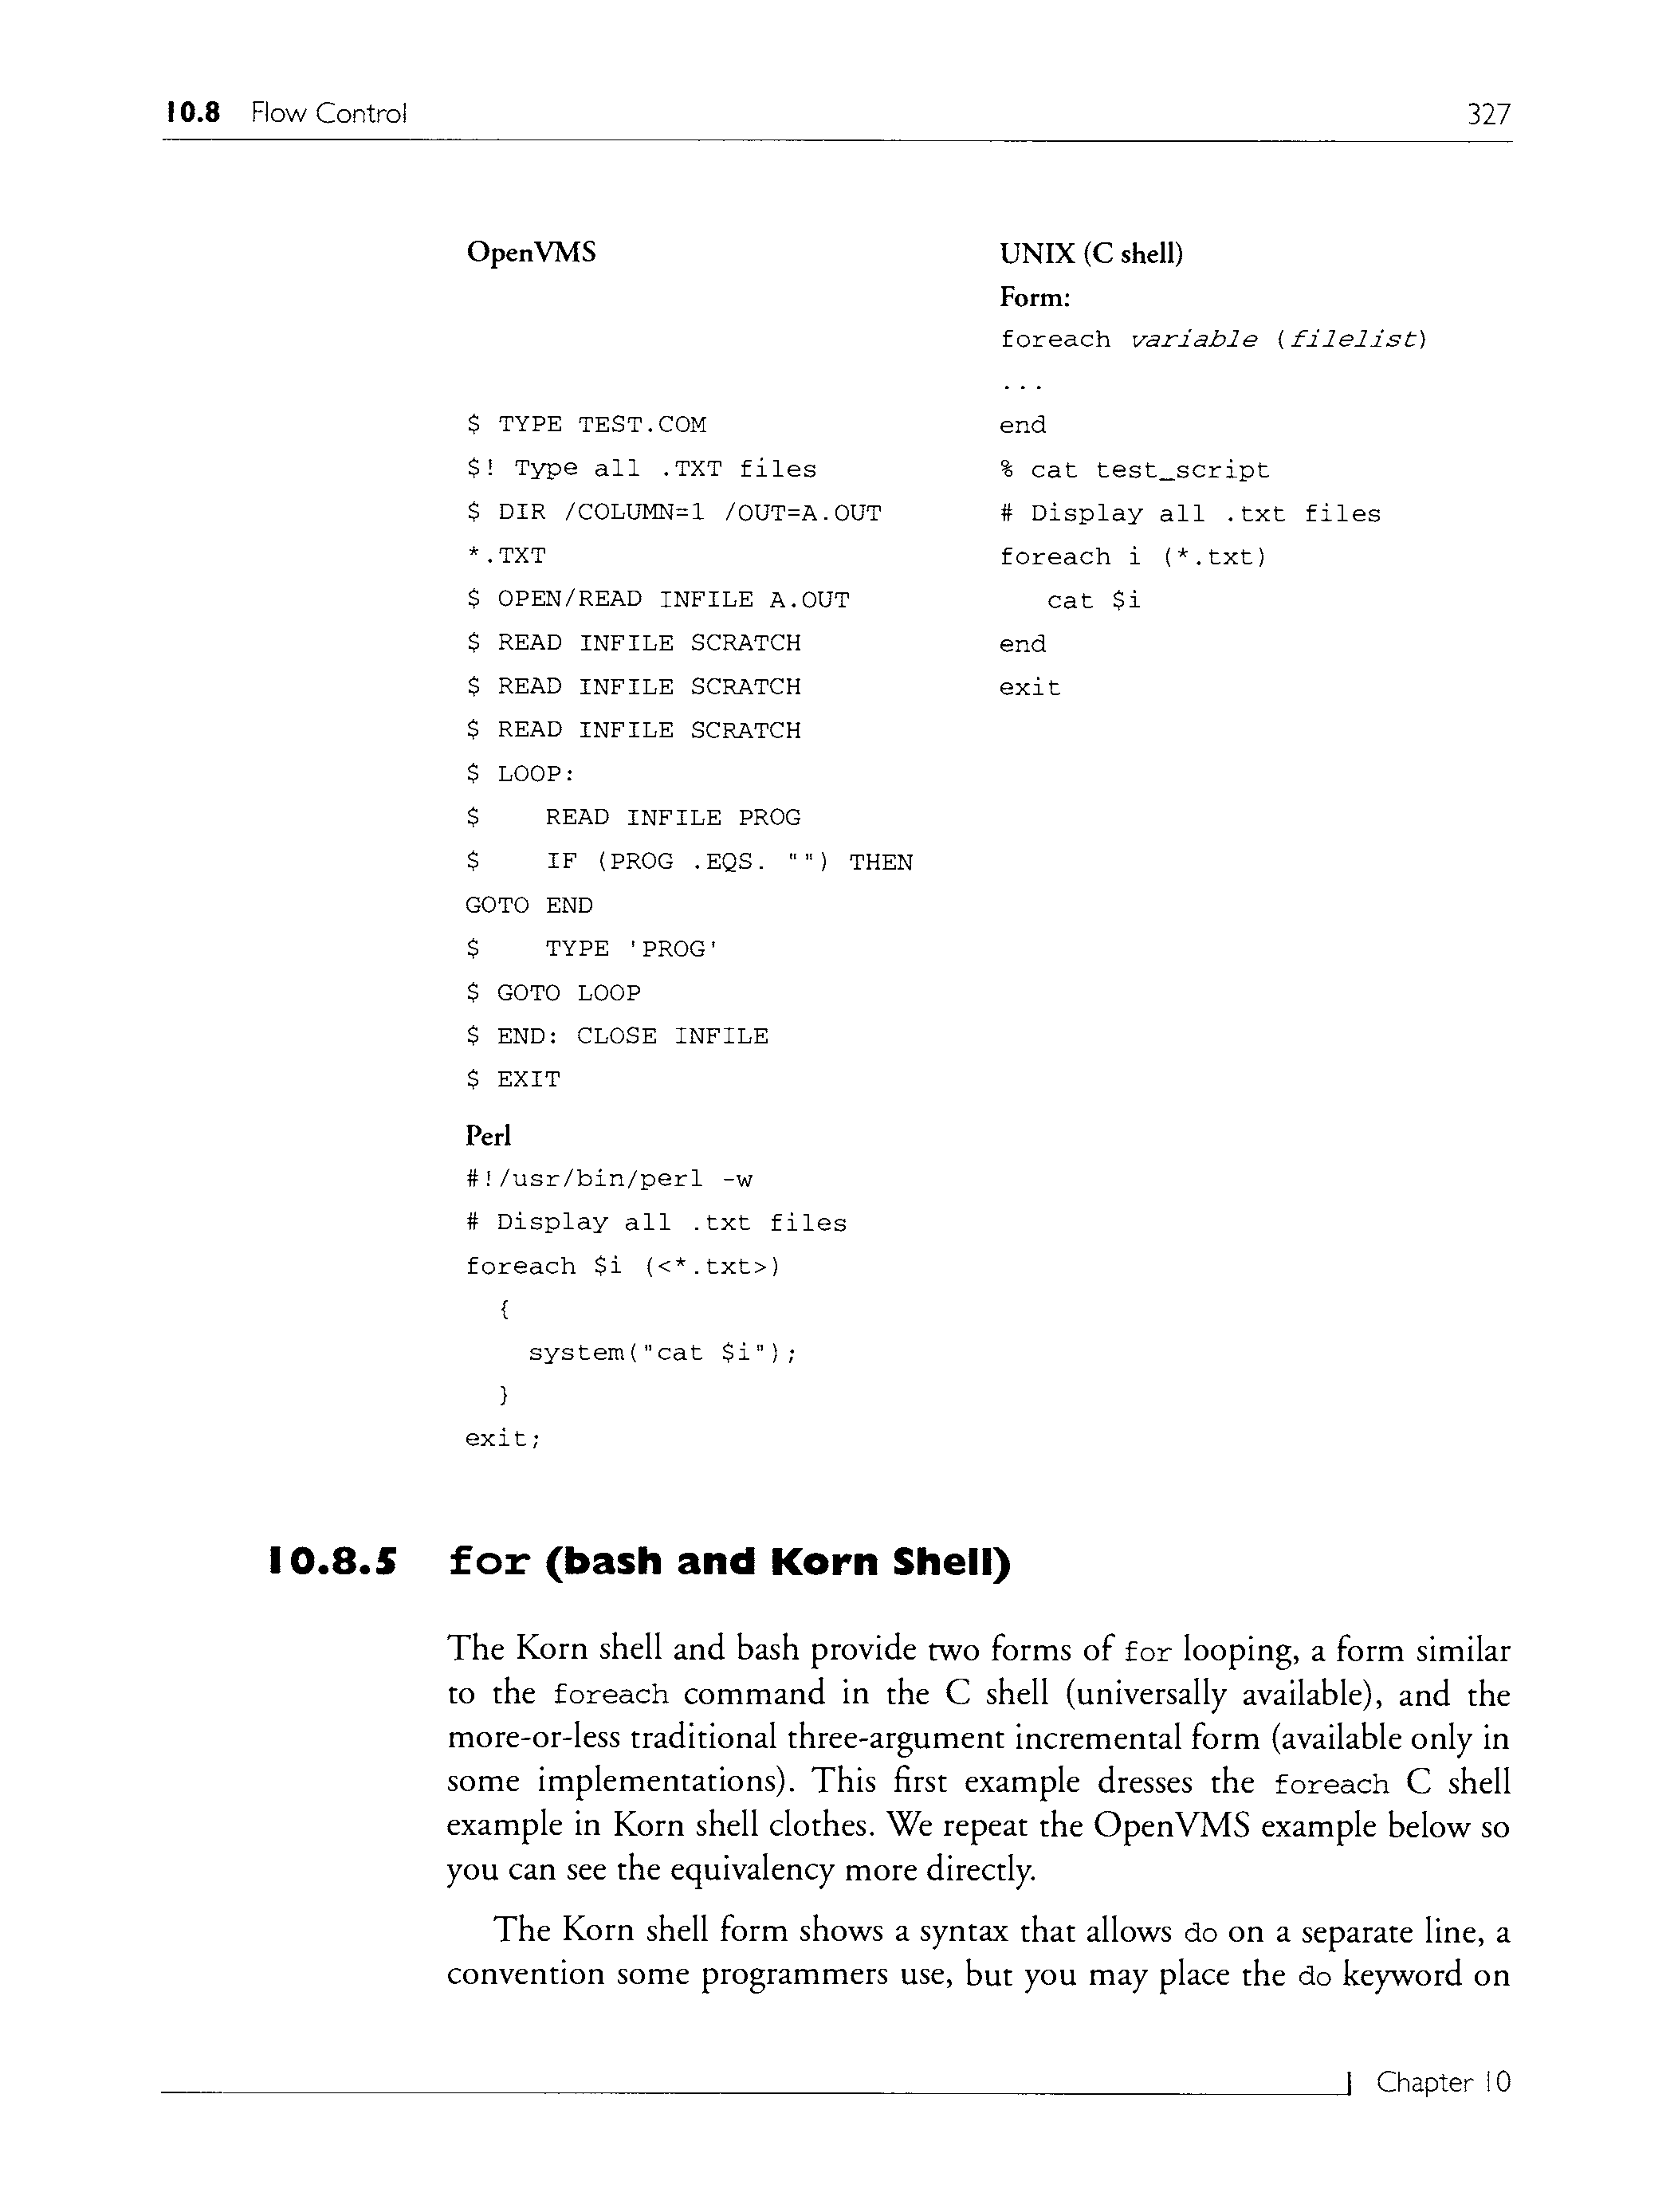 10.8 Flow Control 327
OpenVMS
$ TYPE TEST.COM
$! Type all .TXT files
$ DIR /COLUMN=1 /OUT=A.OUT
*.TXT
$ OPEN/READ INFILE A.OUT
$ READ INFILE SCRATCH
$ READ INFILE SCRATCH
$ READ INFILE SCRATCH
$ LOOP:
$    READ INFILE PROG
$    IF (PROG .EQS. "") THEN
GOTO END
$    TYPE 'PROG'
$ GOTO LOOP
$ END: CLOSE INFILE
$ EXIT
UNIX (C shell)
Form:
foreach variable (filelist)
...
end
% cat test_script
# Display all .txt files
foreach i (*.txt)
   cat $i
end
exit
Perl
#!/usr/bin/perl -w
# Display all .txt files
foreach $i (<*.txt>)
  {
    system("cat $i");
  }
exit;
10.8.5 for (bash and Korn Shell)
The Korn shell and bash provide two forms of for looping, a form similar
to the foreach command in the C shell (universally available), and the
more-or-less traditional three-argument incremental form (available only in
some implementations). This first example dresses the foreach C shell
example in Korn shell clothes. We repeat the OpenVMS example below so
you can see the equivalency more directly.
The Korn shell form shows a syntax that allows do on a separate line, a
convention some programmers use, but you may place the do keyword on
Chapter 10